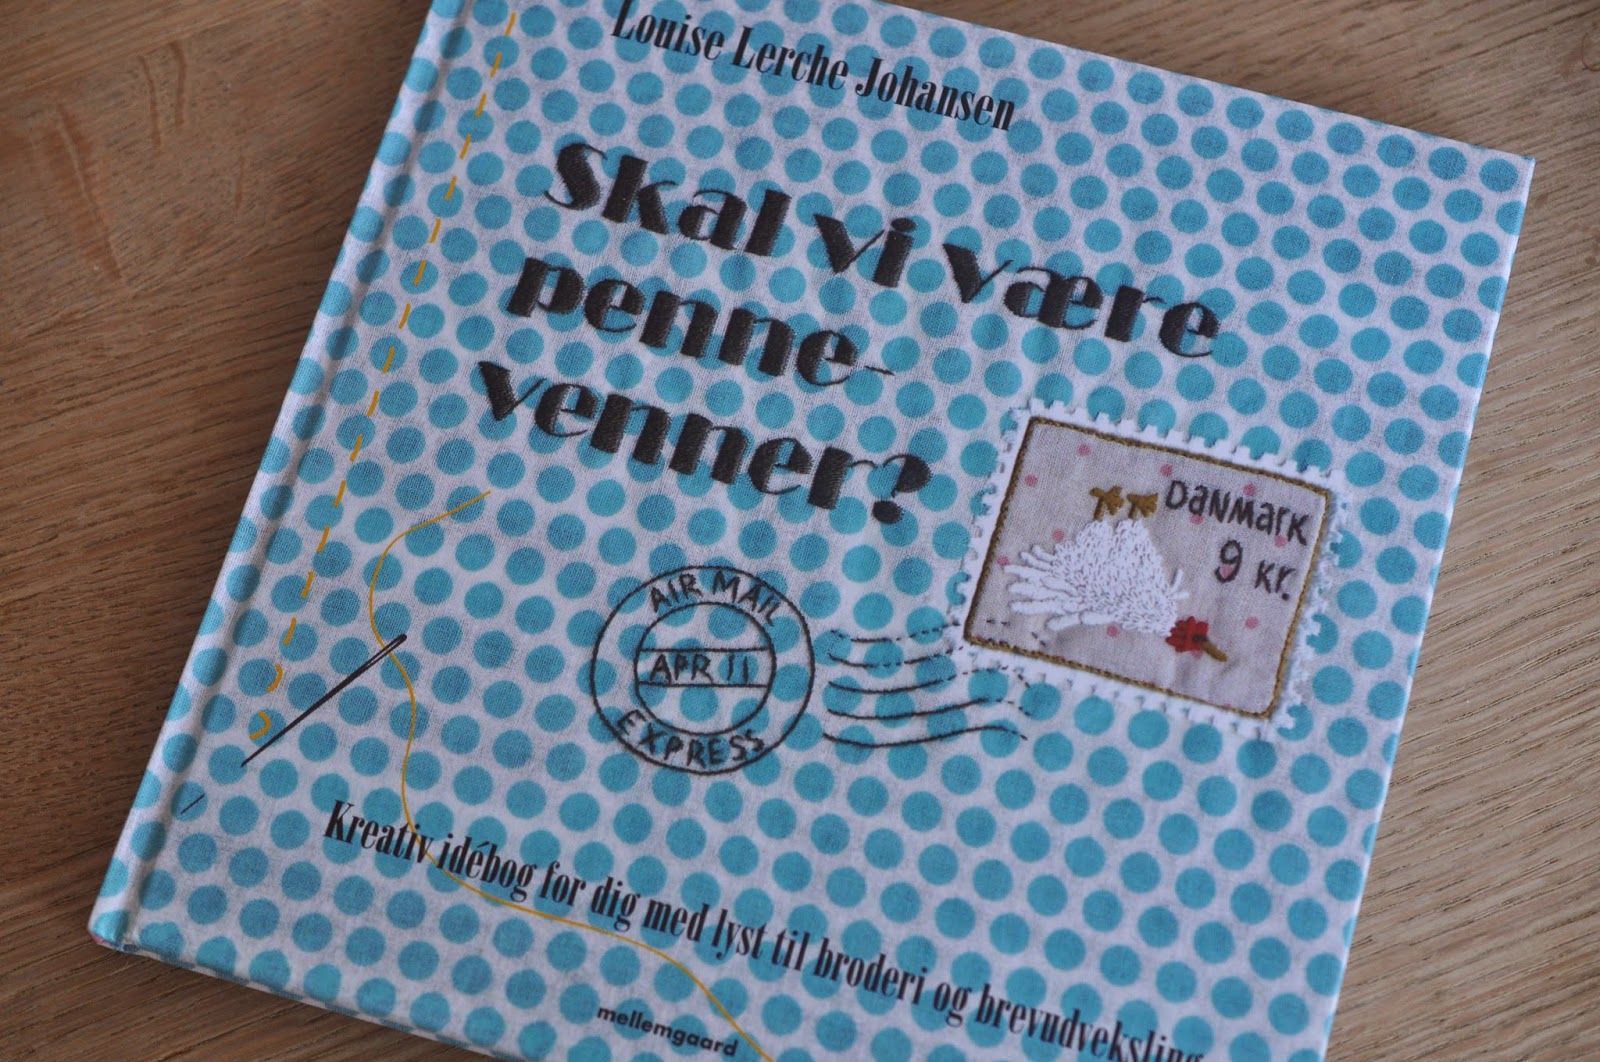 Louise Lerche Johansen
Skal vi være
penne-
venner?
DANMARK
9 Kr.
AIR MAIL
APR 11
EXPRESS
Kreativ idébog for dig med lyst til broderi og brevudveksling
mellemgaard